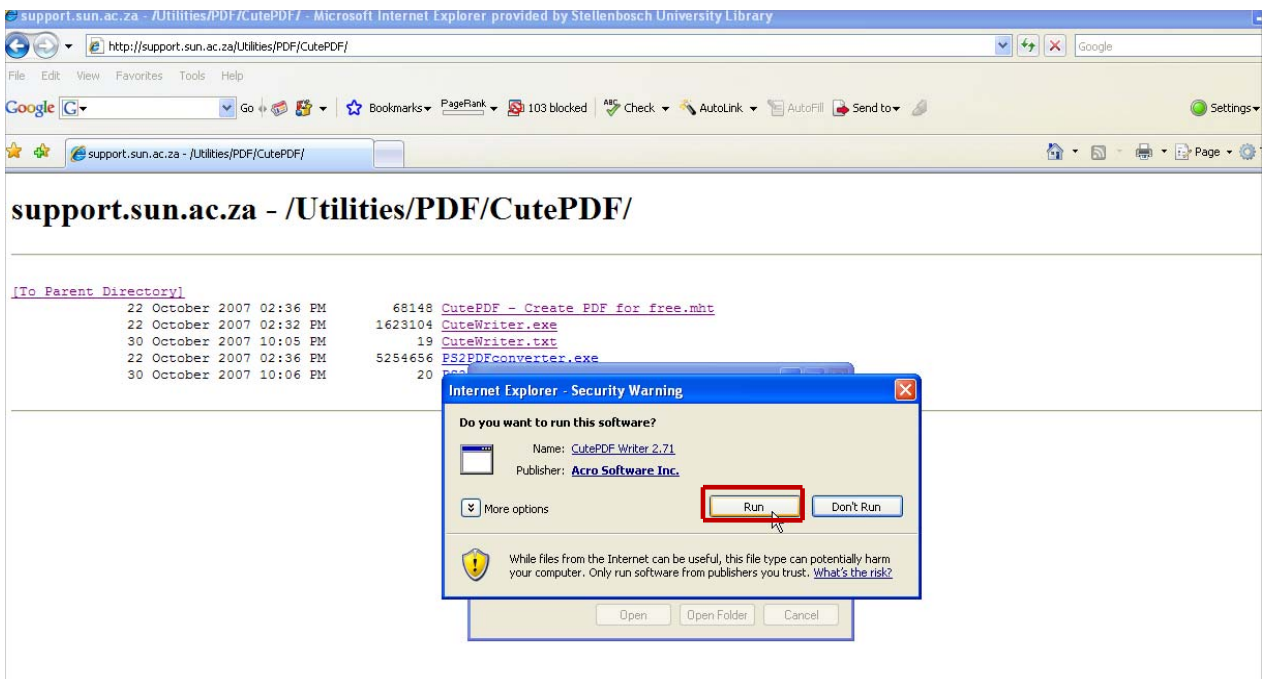 support.sun.ac.za - /Utilities/PDF/CutePDF/ - Microsoft Internet Explorer provided by Stellenbosch University Library
http://support.sun.ac.za/Utilities/PDF/CutePDF/
Google
File Edit View Favorites Tools Help
Google G Go Bookmarks PageRank 103 blocked ABC Check AutoLink AutoFill Send to Settings
support.sun.ac.za - /Utilities/PDF/CutePDF/
Page
support.sun.ac.za - /Utilities/PDF/CutePDF/
[To Parent Directory]
22 October 2007 02:36 PM 68148 CutePDF - Create PDF for free.mht
22 October 2007 02:32 PM 1623104 CuteWriter.exe
30 October 2007 10:05 PM 19 CuteWriter.txt
22 October 2007 02:36 PM 5254656 PS2PDFconverter.exe
30 October 2007 10:06 PM 20
Internet Explorer - Security Warning
Do you want to run this software?
Name: CutePDF Writer 2.71
Publisher: Acro Software Inc.
More options
Run
Don't Run
While files from the Internet can be useful, this file type can potentially harm
your computer. Only run software from publishers you trust. What's the risk?
Open
Open Folder
Cancel